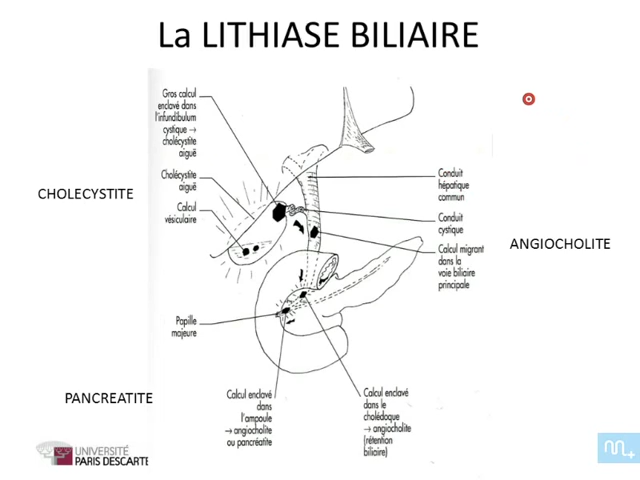 La LITHIASE BILIAIRE
Gros calcul
enclavé dans
l'infundibulum
cystique →
cholécystite
aiguë
Cholécystite
aiguë
Calcul
vésiculaire
CHOLECYSTITE
Conduit
hépatique
commun
Conduit
cystique
Calcul migrant
dans la
voie biliaire
principale
ANGIOCHOLITE
Papille
majeure
PANCREATITE
Calcul enclavé
dans
l'ampoule
→ angiocholite
ou pancréatite
Calcul enclavé
dans le
cholédoque
→ angiocholite
(rétention
biliaire)
UNIVERSITÉ
PARIS DESCARTE